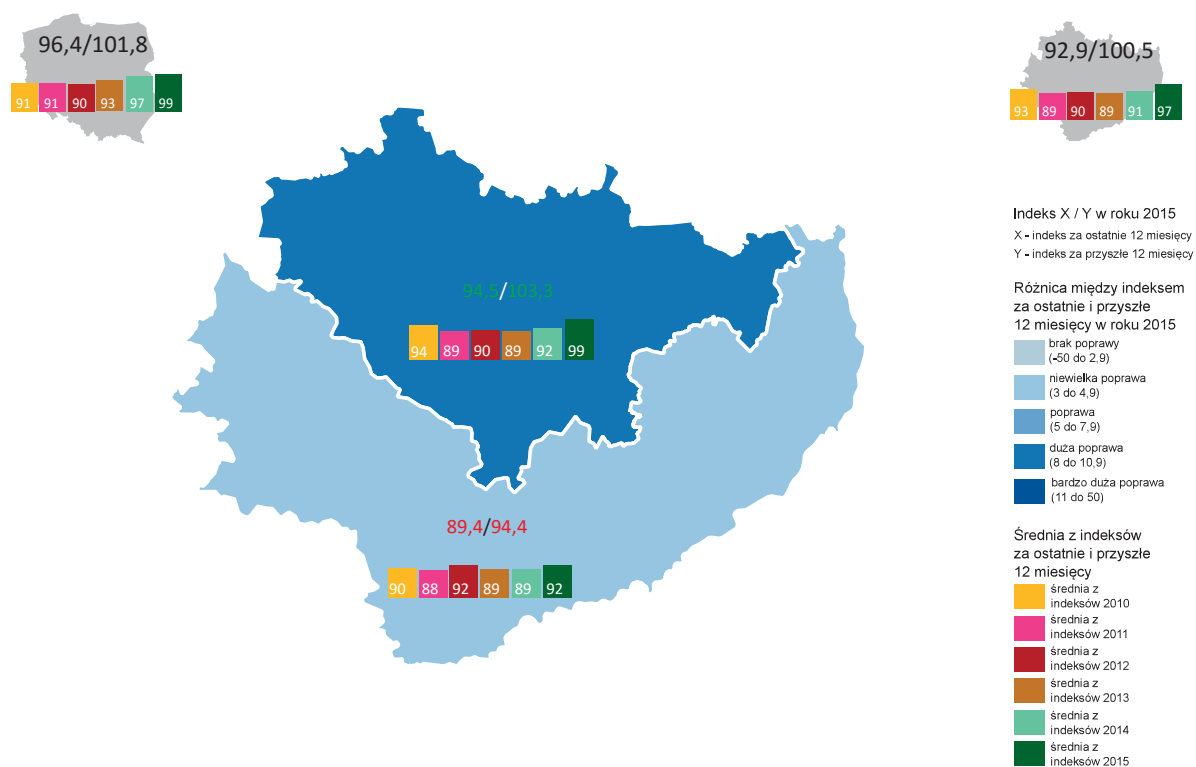 96,4/101,8
91 91 90 93 97 99
92,9/100,5
93 89 90 89 91 97
94,5/103,3
94 89 90 89 92 99
89,4/94,4
90 88 92 89 89 92
Indeks X / Y w roku 2015
X - indeks za ostatnie 12 miesięcy
Y - indeks za przyszłe 12 miesięcy
Różnica między indeksem
za ostatnie i przyszłe
12 miesięcy w roku 2015
brak poprawy
(-50 do 2,9)
niewielka poprawa
(3 do 4,9)
poprawa
(5 do 7,9)
duża poprawa
(8 do 10,9)
bardzo duża poprawa
(11 do 50)
Średnia z indeksów
za ostatnie i przyszłe
12 miesięcy
średnia z
indeksów 2010
średnia z
indeksów 2011
średnia z
indeksów 2012
średnia z
indeksów 2013
średnia z
indeksów 2014
średnia z
indeksów 2015